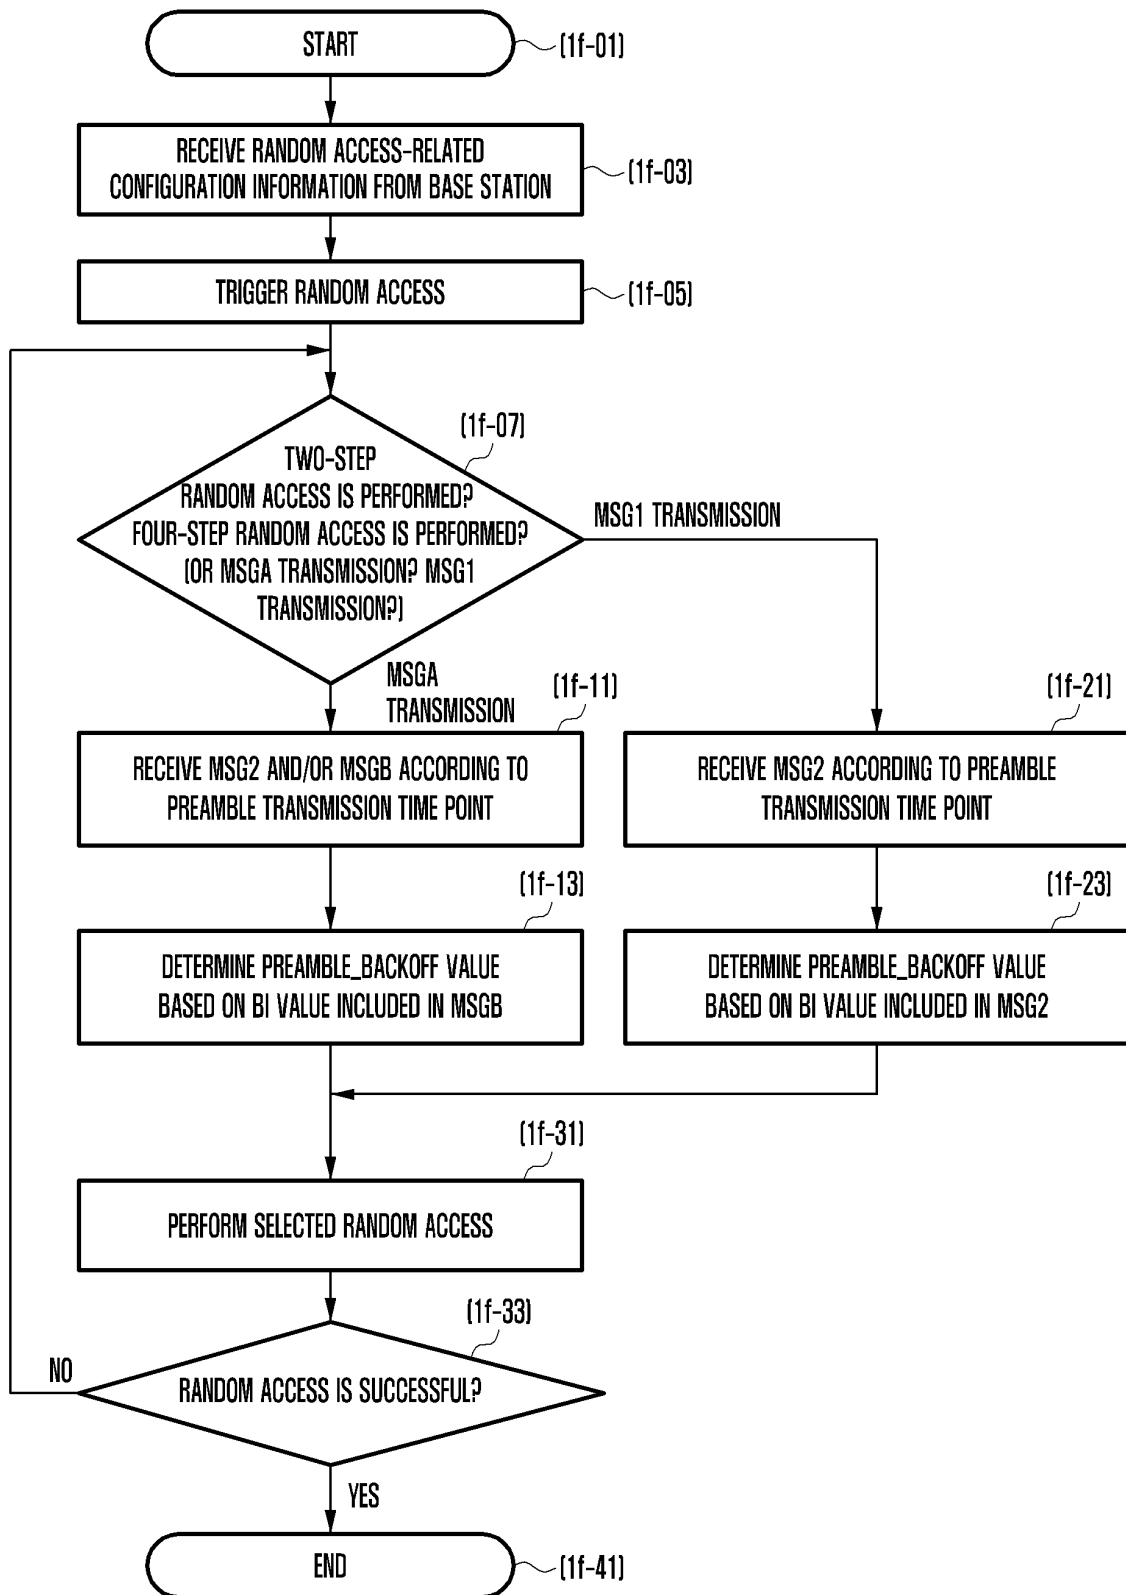 START
(1f-01)
RECEIVE RANDOM ACCESS-RELATED
CONFIGURATION INFORMATION FROM BASE STATION
(1f-03)
TRIGGER RANDOM ACCESS
(1f-05)
(1f-07)
TWO-STEP
RANDOM ACCESS IS PERFORMED?
FOUR-STEP RANDOM ACCESS IS PERFORMED?
(OR MSGA TRANSMISSION? MSG1
TRANSMISSION?)
MSG1 TRANSMISSION
MSGA
TRANSMISSION
(1f-11)
RECEIVE MSG2 AND/OR MSGB ACCORDING TO
PREAMBLE TRANSMISSION TIME POINT
(1f-21)
RECEIVE MSG2 ACCORDING TO PREAMBLE
TRANSMISSION TIME POINT
(1f-13)
DETERMINE PREAMBLE_BACKOFF VALUE
BASED ON BI VALUE INCLUDED IN MSGB
(1f-23)
DETERMINE PREAMBLE_BACKOFF VALUE
BASED ON BI VALUE INCLUDED IN MSG2
(1f-31)
PERFORM SELECTED RANDOM ACCESS
(1f-33)
RANDOM ACCESS IS SUCCESSFUL?
NO
YES
END
(1f-41)